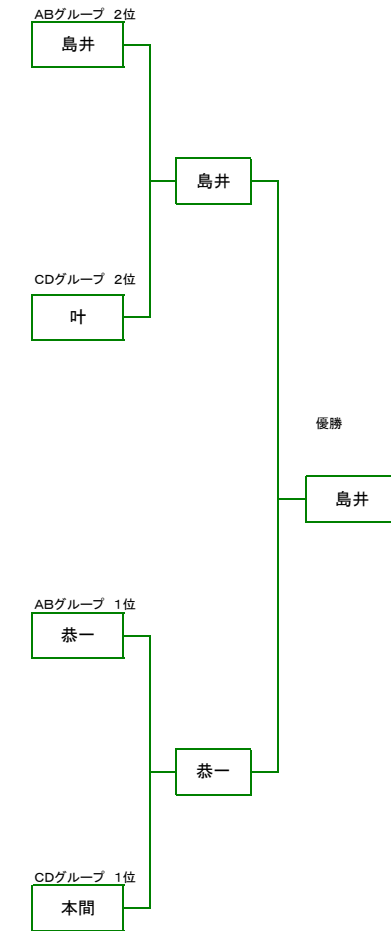 ABグループ 2位
島井
島井
CDグループ 2位
叶
優勝
島井
ABグループ 1位
恭一
恭一
CDグループ 1位
本間